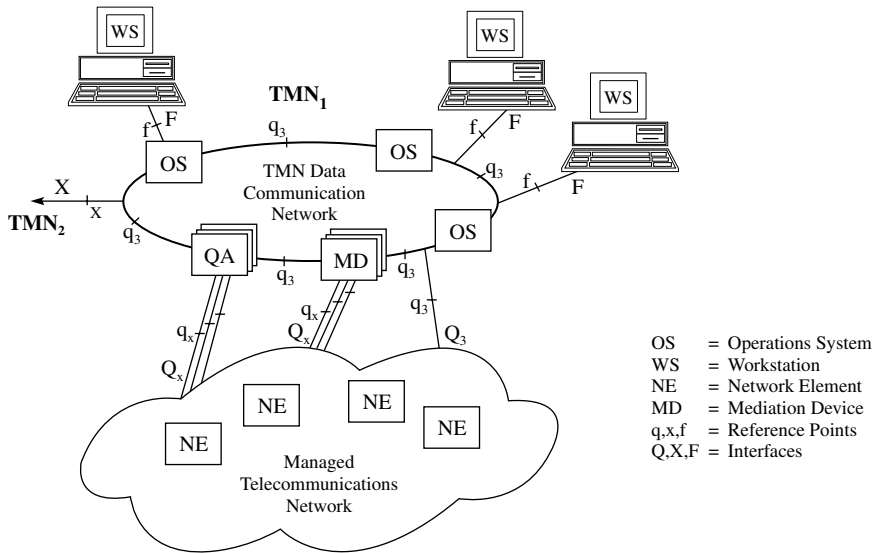 WS
WS
WS
F
f
TMN₁
f
F
q₃
OS
OS
TMN Data
Communication
Network
q₃
f
F
X
x
TMN₂
q₃
OS
QA
q₃
MD
q₃
qₓ
qₓ
q₃
Qₓ
Qₓ
Q₃
NE
NE
NE
NE
Managed
Telecommunications
Network
OS = Operations System
WS = Workstation
NE = Network Element
MD = Mediation Device
q,x,f = Reference Points
Q,X,F = Interfaces